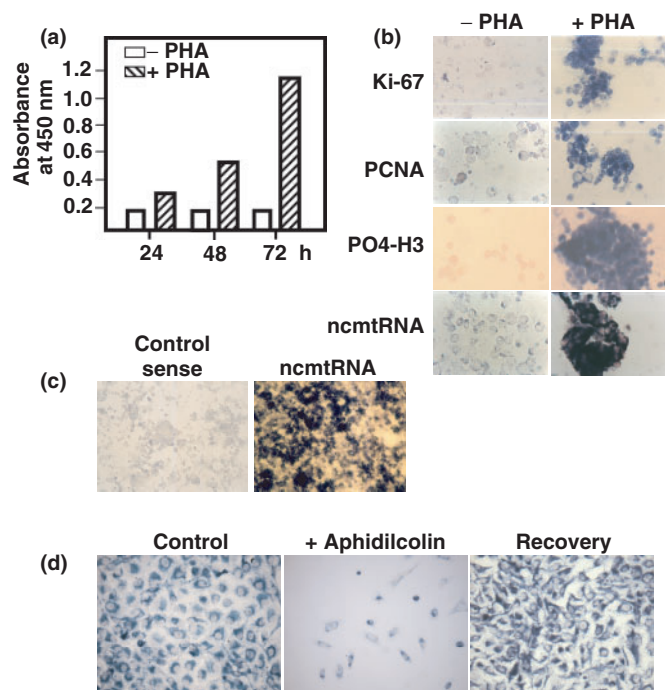 (a)
– PHA
+ PHA
Absorbance
at 450 nm
1.2
1.0
0.8
0.6
0.4
0.2
24 48 72 h
(b)
– PHA + PHA
Ki-67
PCNA
PO4-H3
ncmtRNA
(c)
Control
sense
ncmtRNA
(d)
Control + Aphidilcolin Recovery